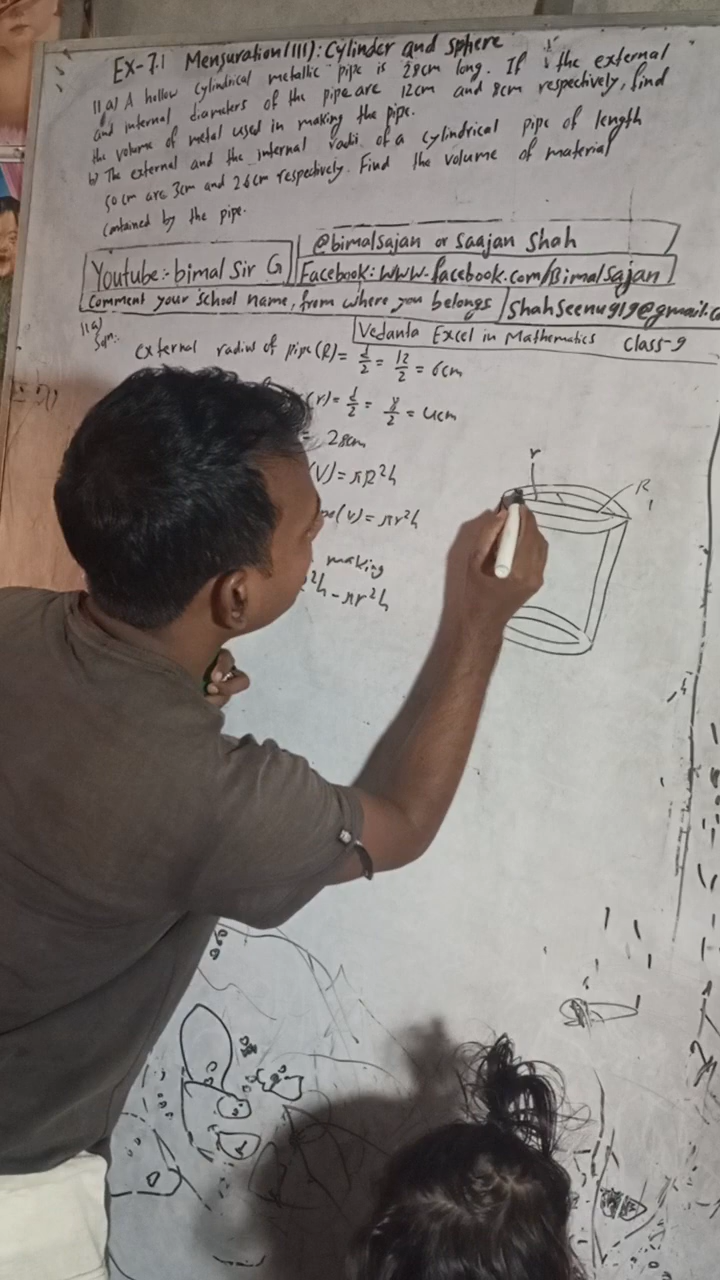 Ex-7.1 Mensuration(III): Cylinder and sphere
11.a) A hollow cylindrical metallic pipe is 28cm long. If the external
and internal diameters of the pipe are 12cm and 8cm respectively, find
the volume of metal used in making the pipe.
b) The external and the internal radii of a cylindrical pipe of length
50 cm are 3cm and 2.6cm respectively. Find the volume of material
contained by the pipe.
@bimalsajan or Saajan Shah
Youtube:- bimal Sir G
Facebook: www.facebook.com/Bimalsajan
Comment your school name, from where you belongs / Shahseenu919@gmail.c
Vedanta Excel in Mathematics Class-9
11.a)
Soln:
external radius of pipe (R) = d/2 = 12/2 = 6cm
(r) = d/2 = 8/2 = 4cm
= 28cm
(V) = πR²h
pe(v) = πr²h
making
²h - πr²h
r
R